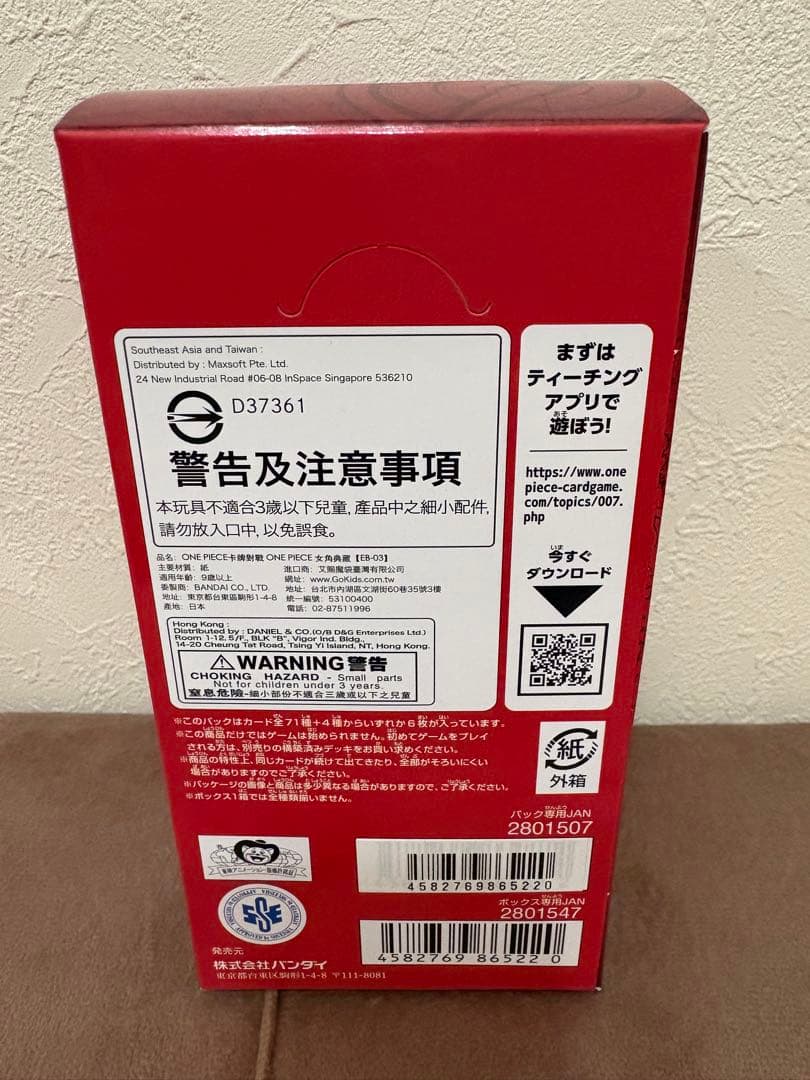 Southeast Asia and Taiwan :
Distributed by : Maxsoft Pte. Ltd.
24 New Industrial Road #06-08 InSpace Singapore 536210
D37361
警告及注意事項
本玩具不適合3歲以下兒童,產品中之細小配件,
請勿放入口中,以免誤食。
品名: ONE PIECE卡牌對戰 ONE PIECE 女角典藏【EB-03】
主要材質: 紙 進口商: 艾賜魔袋臺灣有限公司
適用年齡: 9歲以上 網址: www.GoKids.com.tw
委製商: BANDAI CO., LTD. 地址: 台北市內湖區文湖街60巷35號3樓
地址: 東京都台東區駒形1-4-8 統一編號: 53100400
產地: 日本 電話: 02-87511996
Hong Kong :
Distributed by : DANIEL & CO.(O/B D&G Enterprises Ltd.)
Room 1-12, 5/F., BLK "B", Vigor Ind. Bldg.,
14-20 Cheung Tat Road, Tsing Yi Island, NT, Hong Kong.
WARNING 警告
CHOKING HAZARD - Small parts
Not for children under 3 years.
窒息危險-細小部份不適合三歲或以下之兒童
まずは
ティーチング
アプリで
遊ぼう!
https://www.one
piece-cardgame.
com/topics/007.
php
今すぐ
ダウンロード
※このパックはカード全71種+4種からいずれか6枚が入っています。
※この商品だけではゲームは始められません。初めてゲームをプレイ
される方は、別売りの構築済みデッキをお買い求めください。
※商品の特性上、同じカードが続けて出てきたり、全部がそろいにくい
場合がありますのでご了承ください。
※パッケージの画像と商品は多少異なる場合がありますので、ご了承ください。
※ボックス1箱では全種類揃いません。
紙
外箱
パック専用JAN
2801507
4582769865220
ボックス専用JAN
2801547
4582769 865220
発売元
株式会社バンダイ
東京都台東区駒形1-4-8 〒111-8081